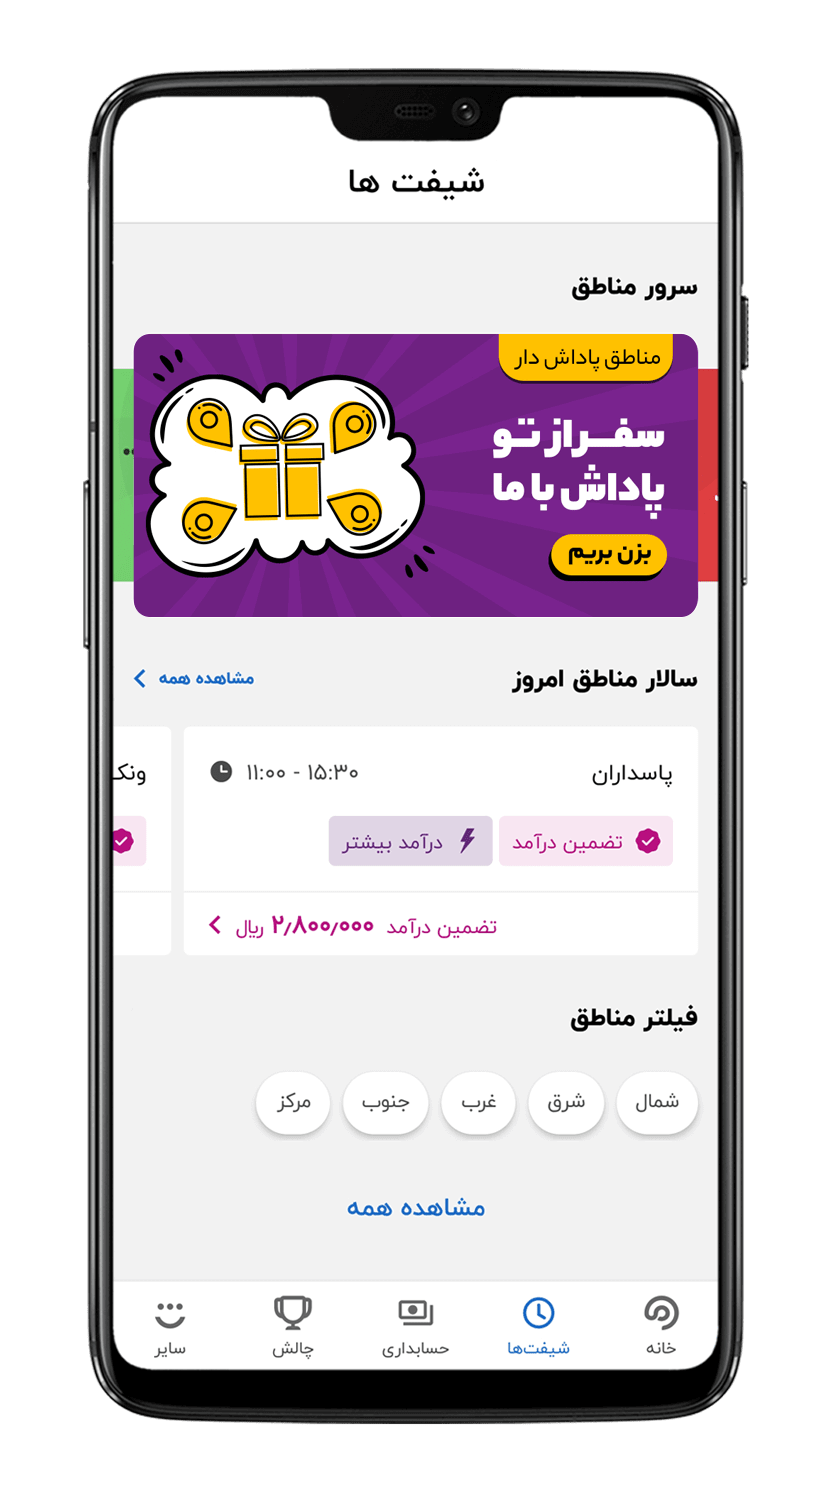 شیفت ها
سرور مناطق
مناطق پاداش دار
سفـــر از تو
پاداش با ما
بزن بریم
سالار مناطق امروز
مشاهده همه
پاسداران
۱۱:۰۰ - ۱۵:۳۰
تضمین درآمد
درآمد بیشتر
تضمین درآمد ۲٫۸۰۰٫۰۰۰ ریال
ونک
فیلتر مناطق
شمال
شرق
غرب
جنوب
مرکز
مشاهده همه
خانه
شیفت‌ها
حسابداری
چالش
سایر